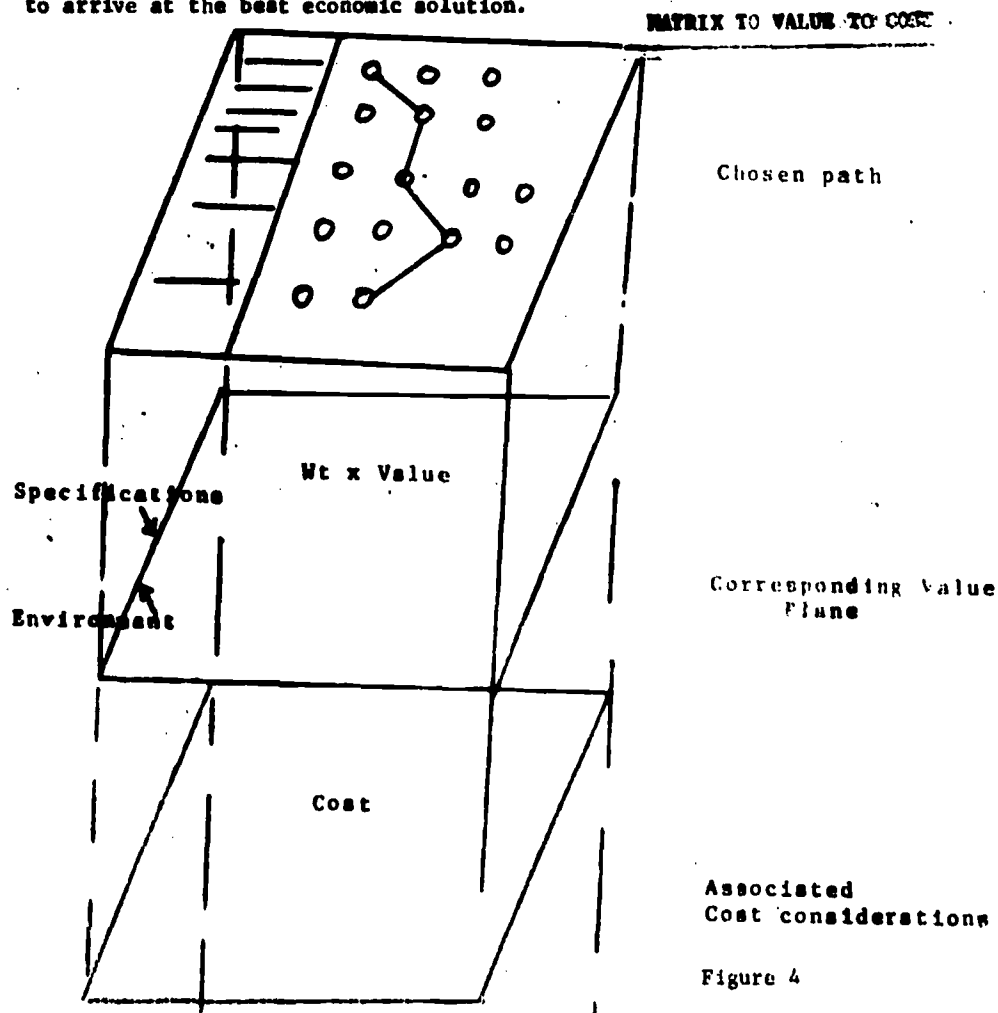 to arrive at the best economic solution.
MATRIX TO VALUE TO COST
Chosen path
Wt x Value
Specifications
Environment
Corresponding Value
Plane
Cost
Associated
Cost considerations
Figure 4